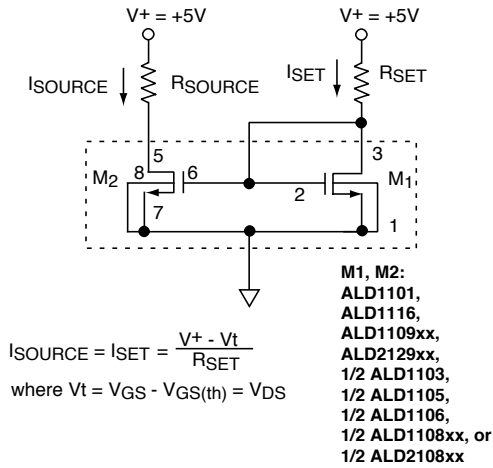 V+ = +5V
V+ = +5V
ISOURCE
RSOURCE
ISET
RSET
5
3
M2
8
6
2
M1
7
1
M1, M2:
ALD1101,
ALD1116,
ALD1109xx,
ALD2129xx,
1/2 ALD1103,
1/2 ALD1105,
1/2 ALD1106,
1/2 ALD1108xx, or
1/2 ALD2108xx
ISOURCE = ISET = V+ - Vt
RSET
where Vt = VGS - VGS(th) = VDS